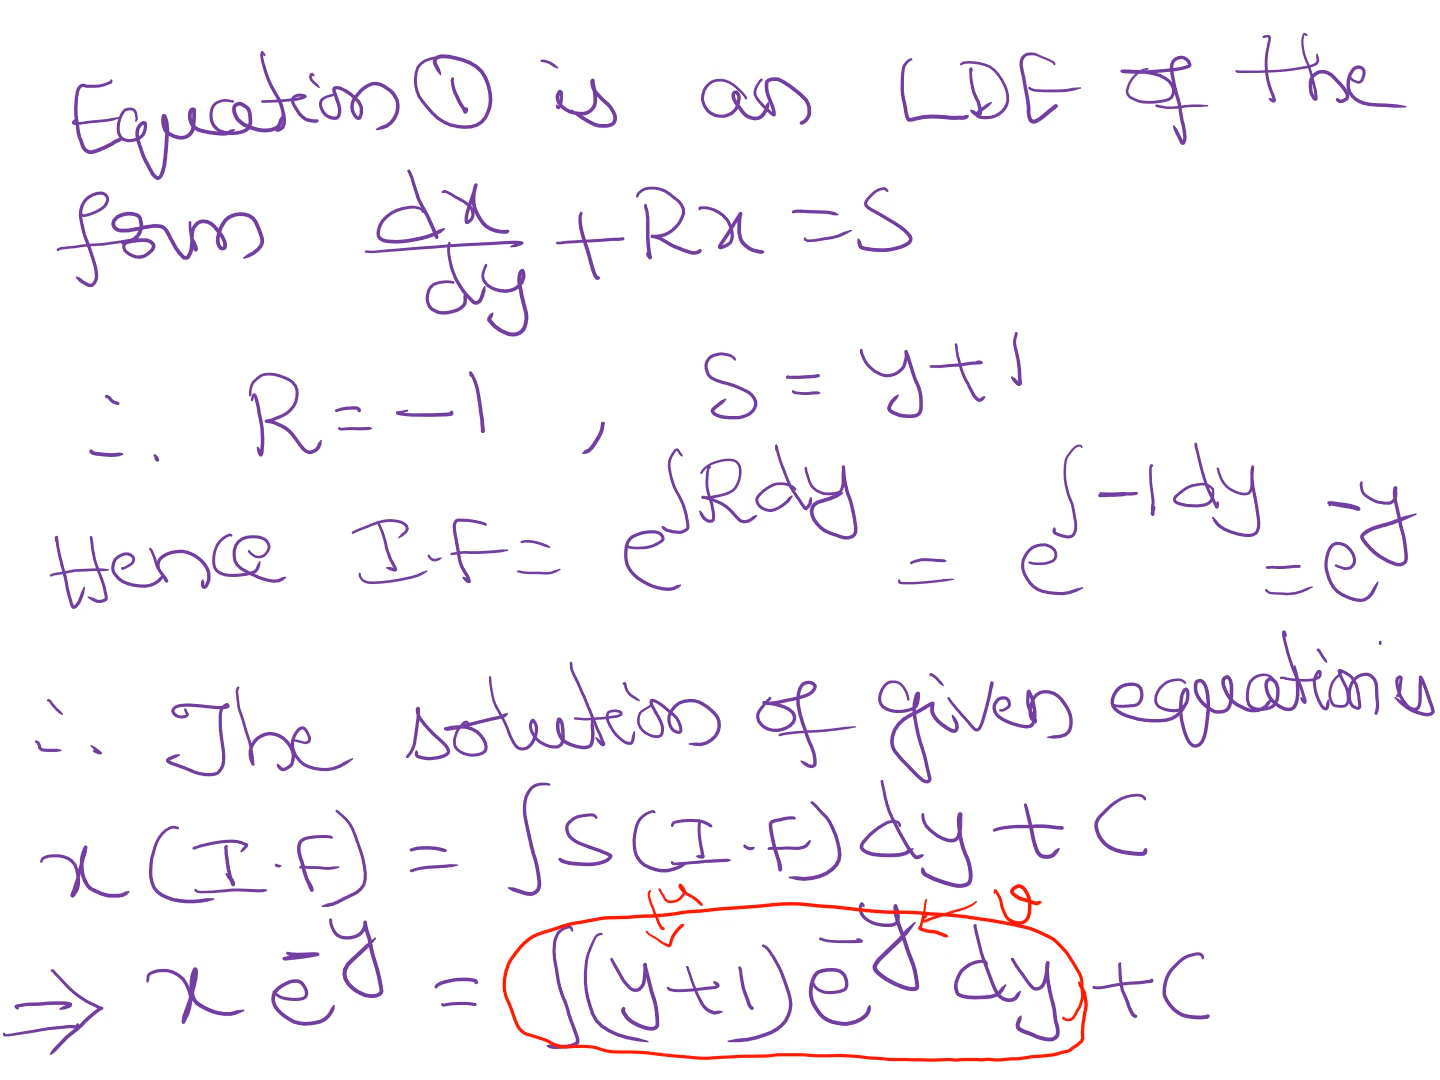 Equation ① is an LDE of the
form dx/dy + Rx = S
∴ R = -1 , S = y+1
Hence I.F = e^∫Rdy = e^∫-1dy = e^-y
∴ The solution of given equation is
x (I.F) = ∫S (I.F) dy + C
u v
⇒ x e^-y = ∫(y+1) e^-y dy + C